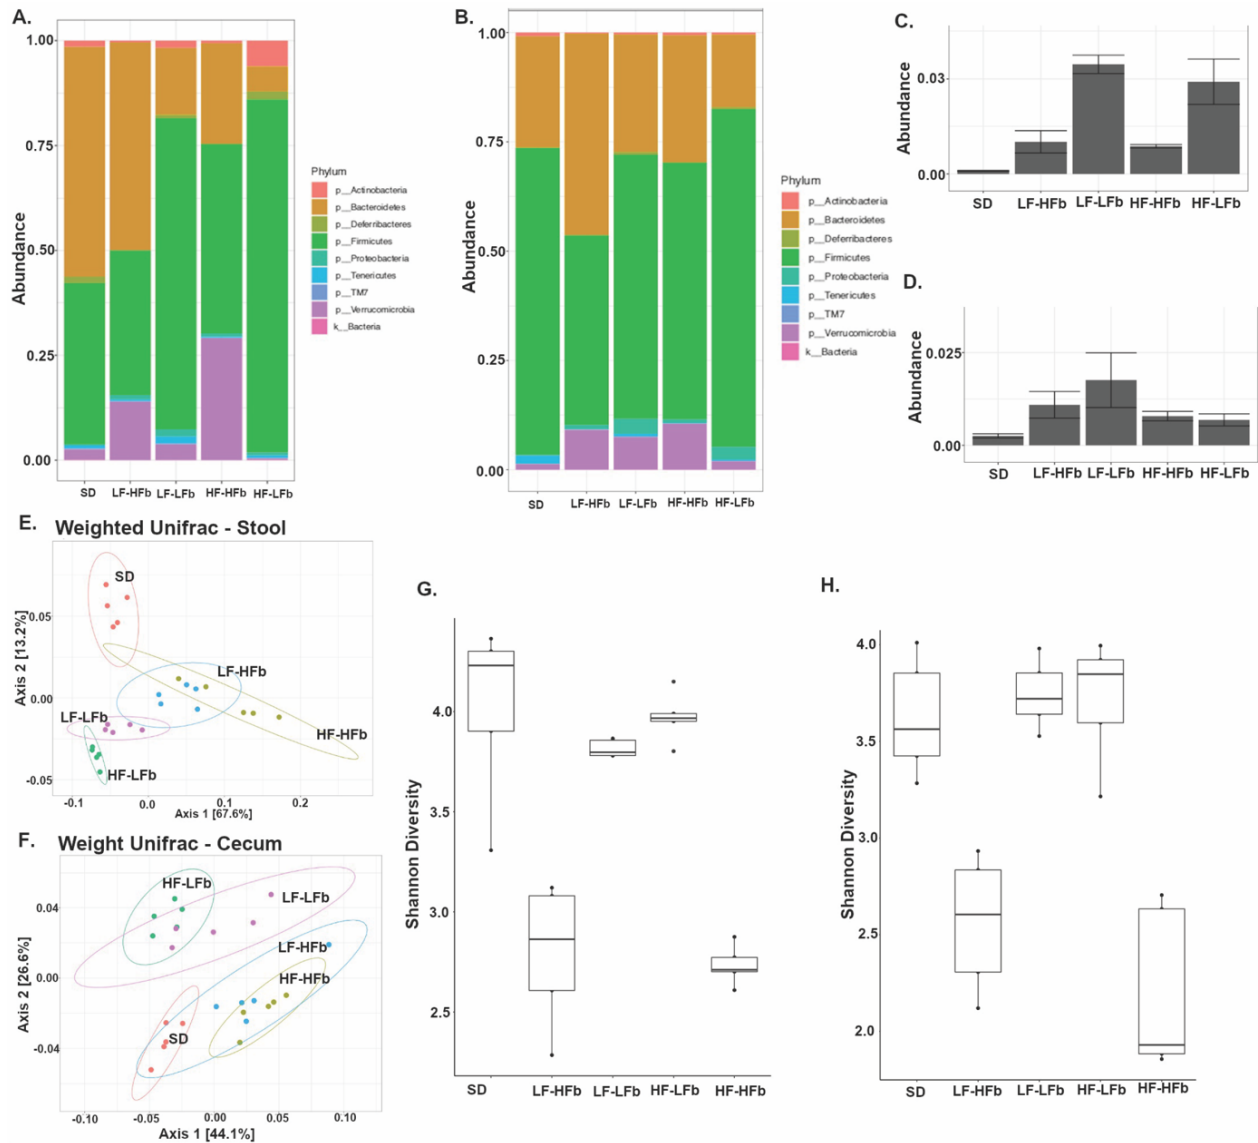 A.
1.00
0.75
0.50
0.25
0.00
Abundance
SD
LF-HFb
LF-LFb
HF-HFb
HF-LFb
Phylum
p__Actinobacteria
p__Bacteroidetes
p__Deferribacteres
p__Firmicutes
p__Proteobacteria
p__Tenericutes
p__TM7
p__Verrucomicrobia
k__Bacteria
B.
1.00
0.75
0.50
0.25
0.00
Abundance
SD
LF-HFb
LF-LFb
HF-HFb
HF-LFb
Phylum
p__Actinobacteria
p__Bacteroidetes
p__Deferribacteres
p__Firmicutes
p__Proteobacteria
p__Tenericutes
p__TM7
p__Verrucomicrobia
k__Bacteria
C.
Abundance
0.03
0.00
SD
LF-HFb
LF-LFb
HF-HFb
HF-LFb
D.
Abundance
0.025
0.00
SD
LF-HFb
LF-LFb
HF-HFb
HF-LFb
E.
Weighted Unifrac - Stool
Axis 2 [13.2%]
0.05
0.00
-0.05
SD
LF-HFb
LF-LFb
HF-HFb
HF-LFb
-0.1
0.0
0.1
0.2
Axis 1 [67.6%]
F.
Weight Unifrac - Cecum
Axis 2 [26.6%]
0.04
0.00
-0.04
HF-LFb
LF-LFb
LF-HFb
HF-HFb
SD
-0.10
-0.05
0.00
0.05
0.10
Axis 1 [44.1%]
G.
Shannon Diversity
4.0
3.5
3.0
2.5
SD
LF-HFb
LF-LFb
HF-LFb
HF-HFb
H.
Shannon Diversity
4.0
3.5
3.0
2.5
2.0
SD
LF-HFb
LF-LFb
HF-LFb
HF-HFb